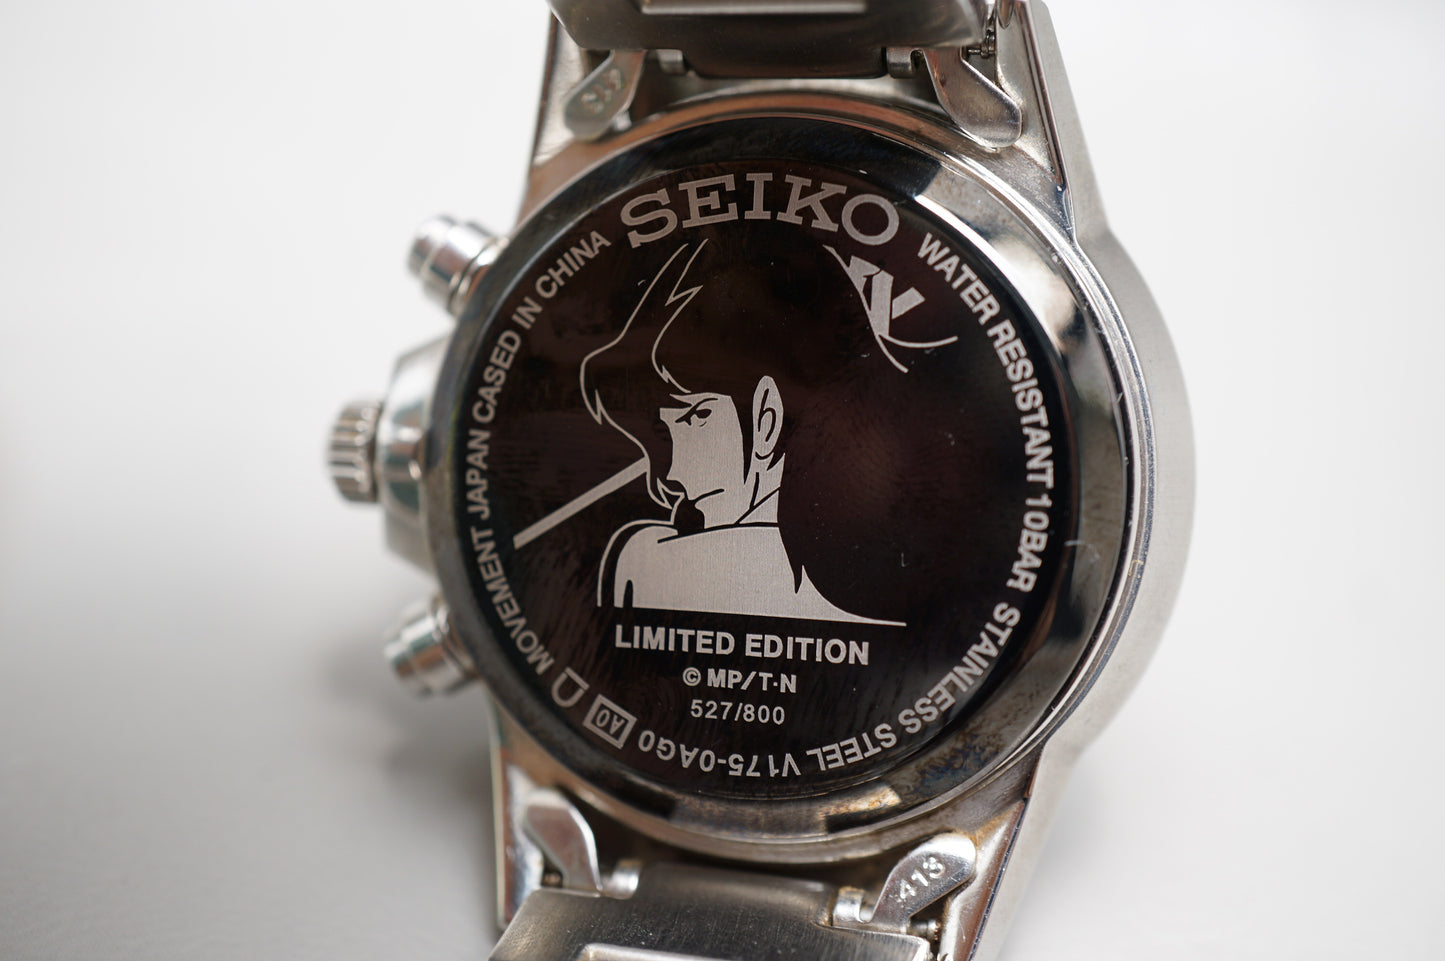 SEIKO
WATER RESISTANT 10BAR STAINLESS STEEL V175-0AG0 A0 Ω MOVEMENT JAPAN CASED IN CHINA
LIMITED EDITION
© MP/T·N
527/800
413